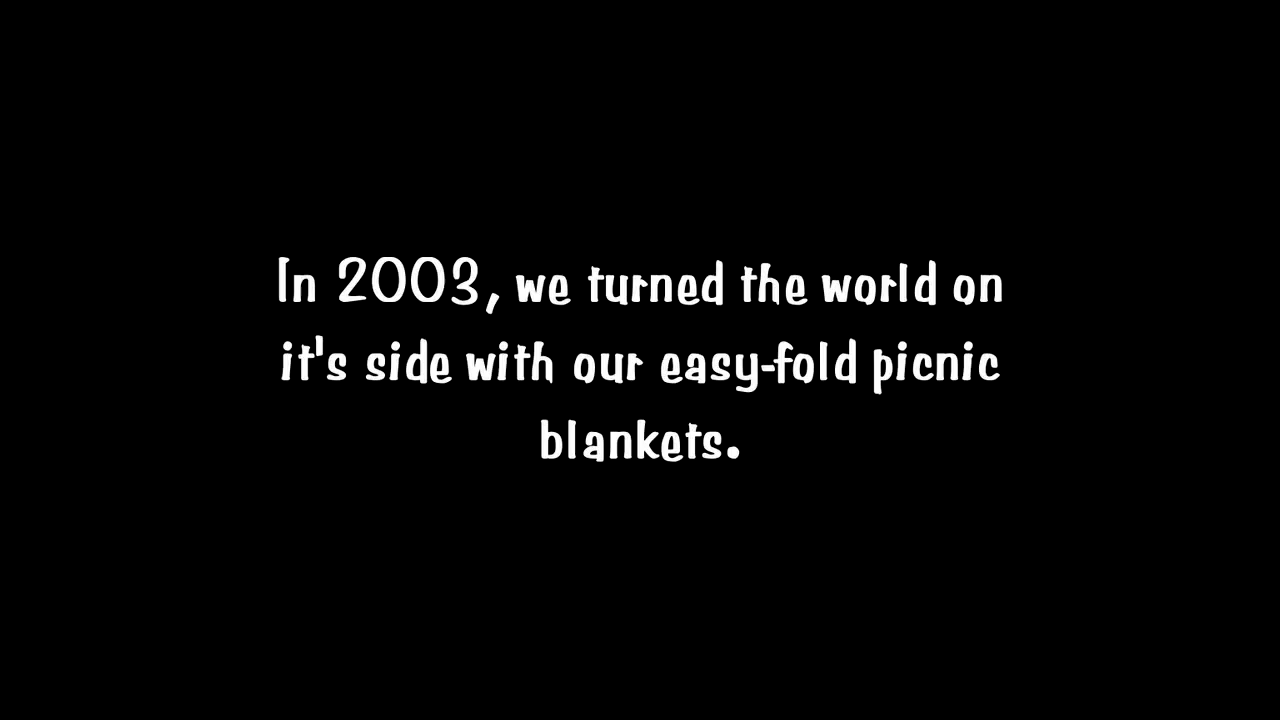 In 2003, we turned the world on
it's side with our easy-fold picnic
blankets.